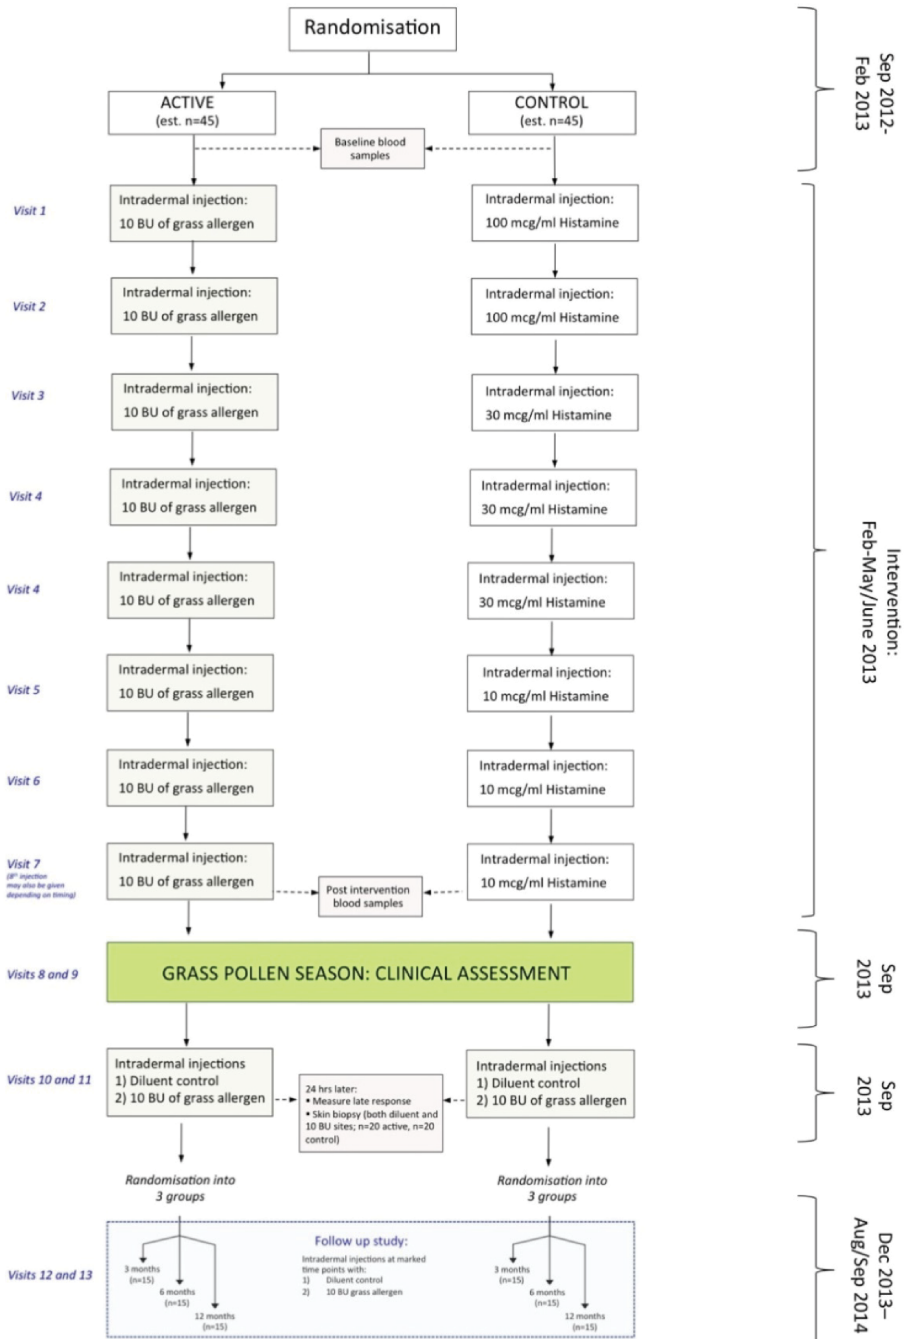 Randomisation
ACTIVE
(est. n=45)
CONTROL
(est. n=45)
Baseline blood
samples
Sep 2012-
Feb 2013
Visit 1
Intradermal injection:
10 BU of grass allergen
Intradermal injection:
100 mcg/ml Histamine
Visit 2
Intradermal injection:
10 BU of grass allergen
Intradermal injection:
100 mcg/ml Histamine
Visit 3
Intradermal injection:
10 BU of grass allergen
Intradermal injection:
30 mcg/ml Histamine
Visit 4
Intradermal injection:
10 BU of grass allergen
Intradermal injection:
30 mcg/ml Histamine
Visit 4
Intradermal injection:
10 BU of grass allergen
Intradermal injection:
30 mcg/ml Histamine
Intervention:
Feb-May/June 2013
Visit 5
Intradermal injection:
10 BU of grass allergen
Intradermal injection:
10 mcg/ml Histamine
Visit 6
Intradermal injection:
10 BU of grass allergen
Intradermal injection:
10 mcg/ml Histamine
Visit 7
(8th injection
may also be given
depending on timing)
Intradermal injection:
10 BU of grass allergen
Post intervention
blood samples
Intradermal injection:
10 mcg/ml Histamine
Visits 8 and 9
GRASS POLLEN SEASON: CLINICAL ASSESSMENT
Sep
2013
Visits 10 and 11
Intradermal injections
1) Diluent control
2) 10 BU of grass allergen
24 hrs later:
• Measure late response
• Skin biopsy (both diluent and
10 BU sites; n=20 active, n=20
control)
Intradermal injections
1) Diluent control
2) 10 BU of grass allergen
Sep
2013
Randomisation into
3 groups
Randomisation into
3 groups
Visits 12 and 13
3 months
(n=15)
6 months
(n=15)
12 months
(n=15)
Follow up study:
Intradermal injections at marked
time points with:
1) Diluent control
2) 10 BU grass allergen
3 months
(n=15)
6 months
(n=15)
12 months
(n=15)
Dec 2013–
Aug/Sep 2014